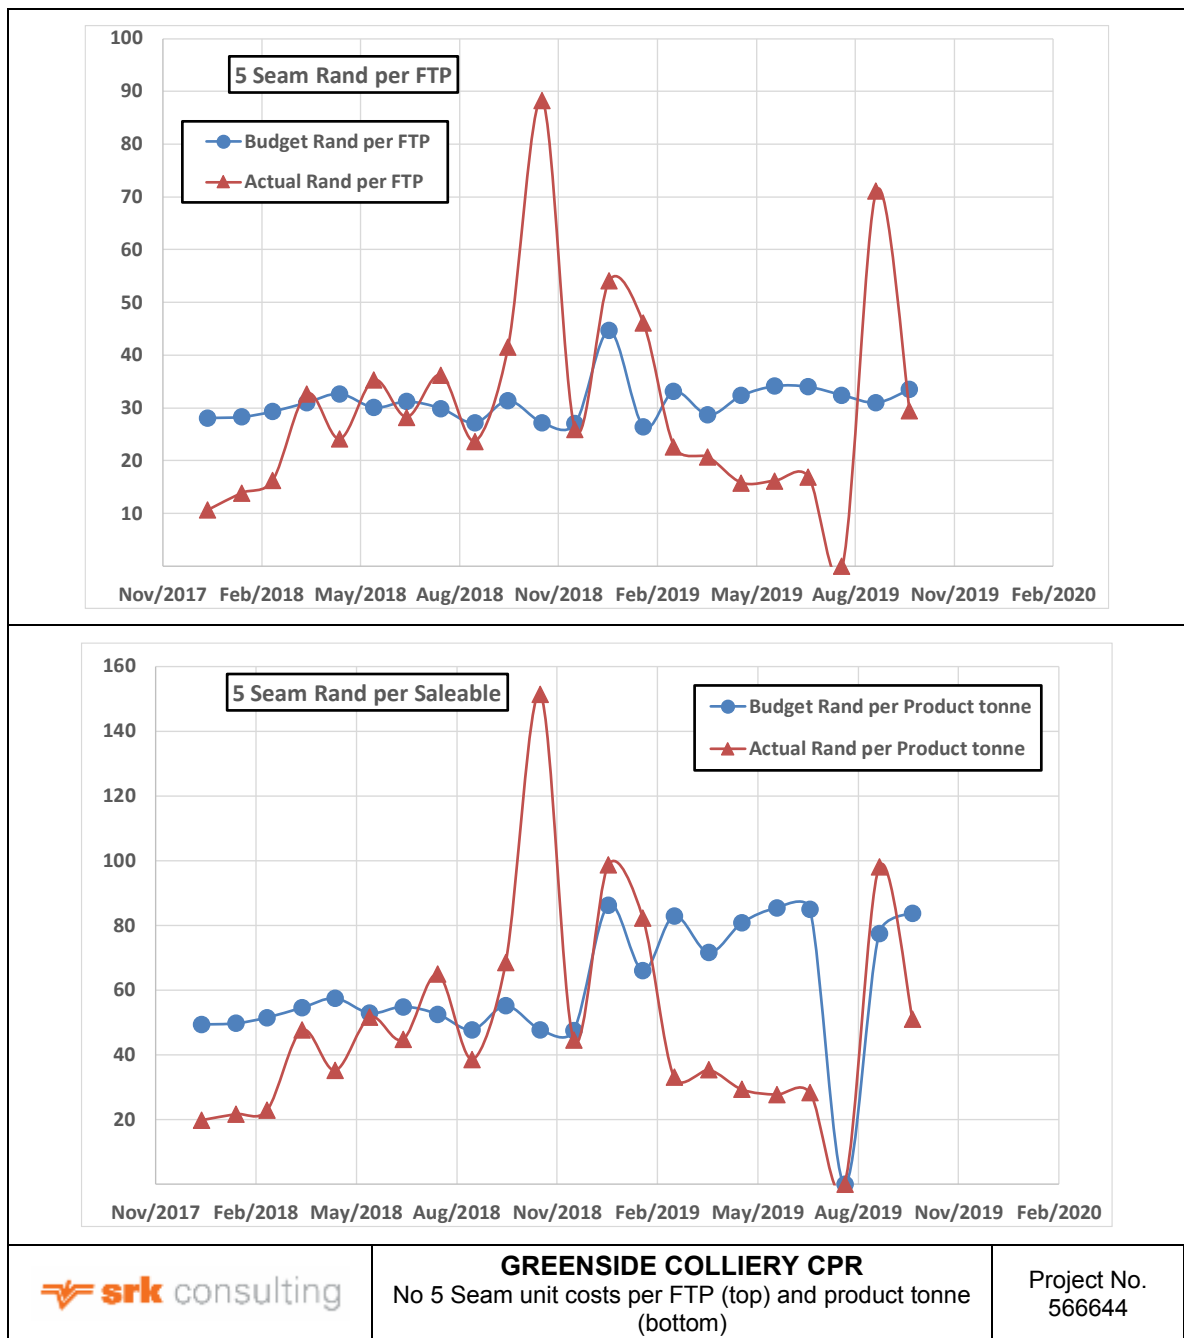 100
90
80
70
60
50
40
30
20
10
5 Seam Rand per FTP
Budget Rand per FTP
Actual Rand per FTP
Nov/2017 Feb/2018 May/2018 Aug/2018 Nov/2018 Feb/2019 May/2019 Aug/2019 Nov/2019 Feb/2020
160
140
120
100
80
60
40
20
5 Seam Rand per Saleable
Budget Rand per Product tonne
Actual Rand per Product tonne
Nov/2017 Feb/2018 May/2018 Aug/2018 Nov/2018 Feb/2019 May/2019 Aug/2019 Nov/2019 Feb/2020
srk consulting
GREENSIDE COLLIERY CPR
No 5 Seam unit costs per FTP (top) and product tonne
(bottom)
Project No.
566644